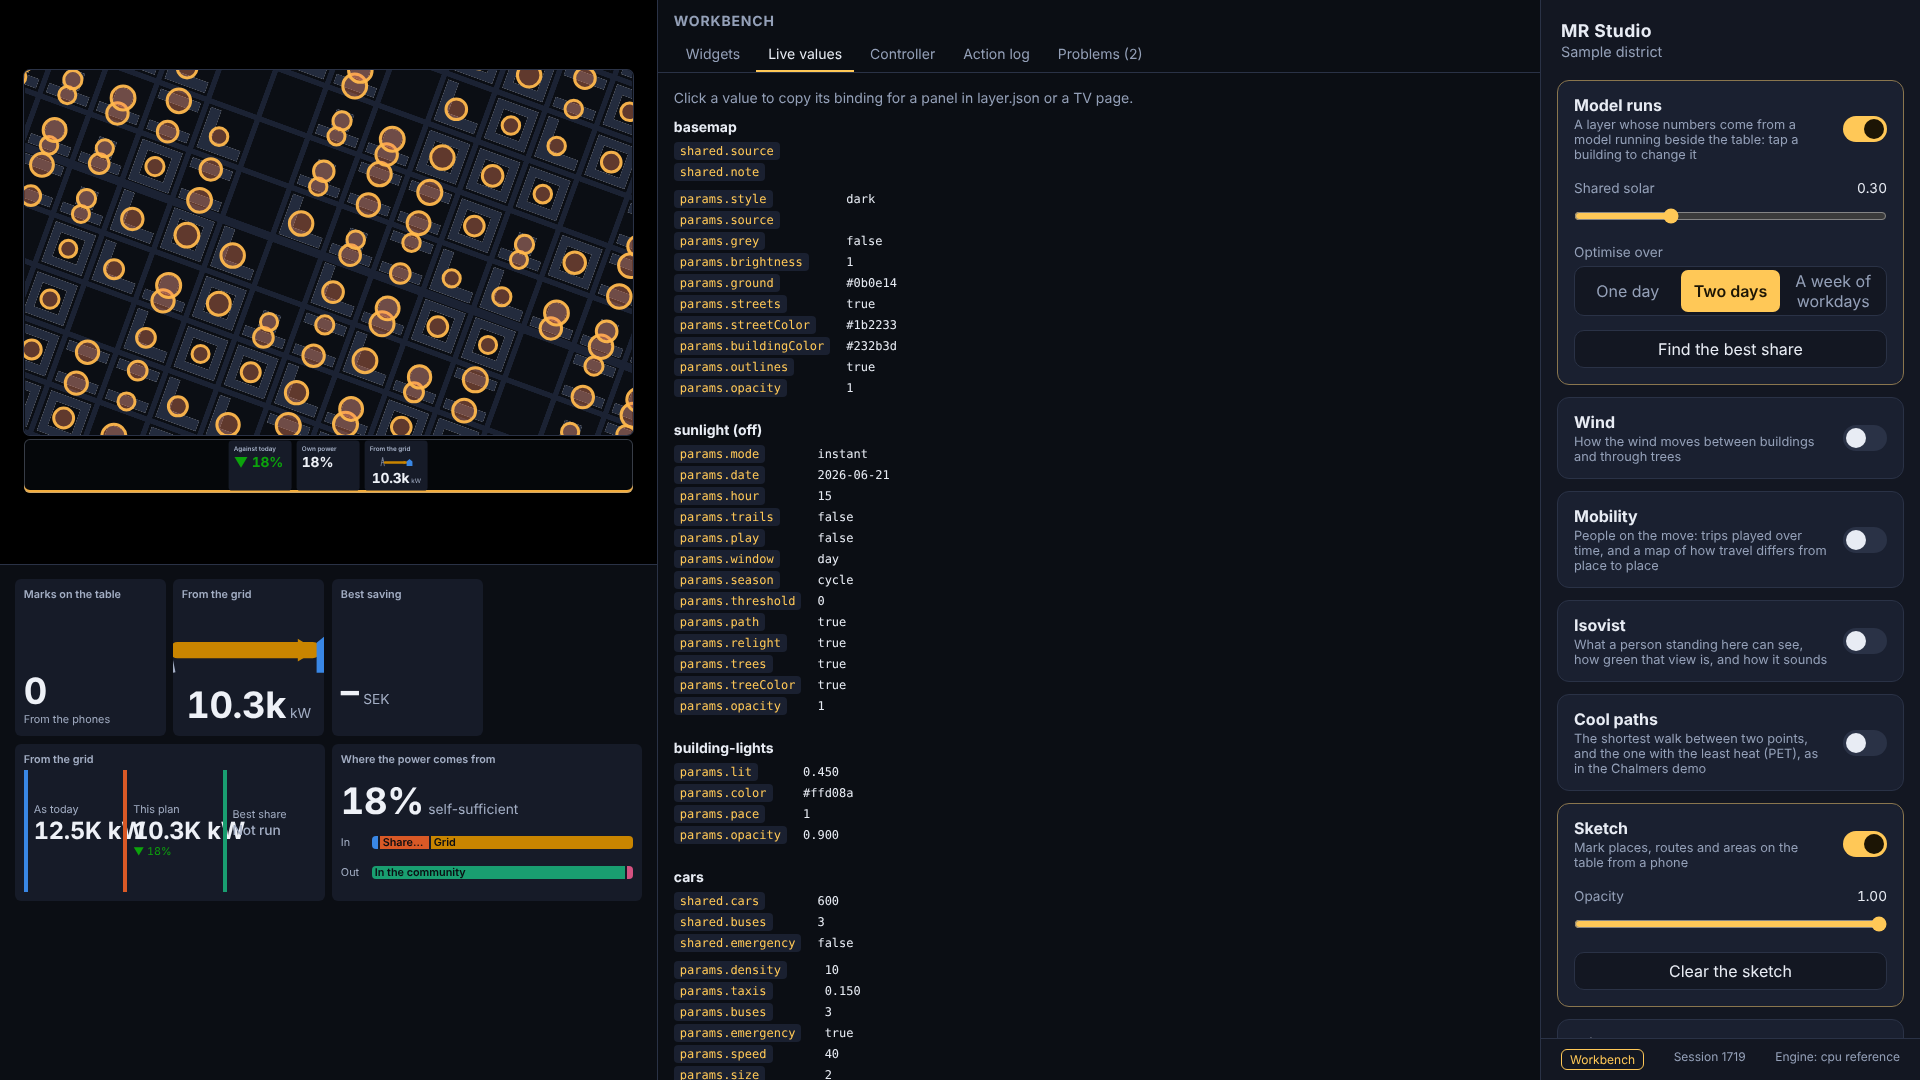 Against today
▼ 18%
Own power
18%
From the grid
10.3k kW
Marks on the table
0
From the phones
From the grid
10.3k kW
Best saving
– SEK
From the grid
As today
12.5K kW
This plan
10.3K kW
▼ 18%
Best share
not run
Where the power comes from
18% self-sufficient
In Share... Grid
Out In the community
WORKBENCH
Widgets Live values Controller Action log Problems (2)
Click a value to copy its binding for a panel in layer.json or a TV page.
basemap
shared.source
shared.note
params.style dark
params.source
params.grey false
params.brightness 1
params.ground #0b0e14
params.streets true
params.streetColor #1b2233
params.buildingColor #232b3d
params.outlines true
params.opacity 1
sunlight (off)
params.mode instant
params.date 2026-06-21
params.hour 15
params.trails false
params.play false
params.window day
params.season cycle
params.threshold 0
params.path true
params.relight true
params.trees true
params.treeColor true
params.opacity 1
building-lights
params.lit 0.450
params.color #ffd08a
params.pace 1
params.opacity 0.900
cars
shared.cars 600
shared.buses 3
shared.emergency false
params.density 10
params.taxis 0.150
params.buses 3
params.emergency true
params.speed 40
params.size 2
MR Studio
Sample district
Model runs
A layer whose numbers come from a
model running beside the table: tap a
building to change it
Shared solar 0.30
Optimise over
One day Two days A week of
workdays
Find the best share
Wind
How the wind moves between buildings
and through trees
Mobility
People on the move: trips played over
time, and a map of how travel differs from
place to place
Isovist
What a person standing here can see,
how green that view is, and how it sounds
Cool paths
The shortest walk between two points,
and the one with the least heat (PET), as
in the Chalmers demo
Sketch
Mark places, routes and areas on the
table from a phone
Opacity 1.00
Clear the sketch
Workbench Session 1719 Engine: cpu reference